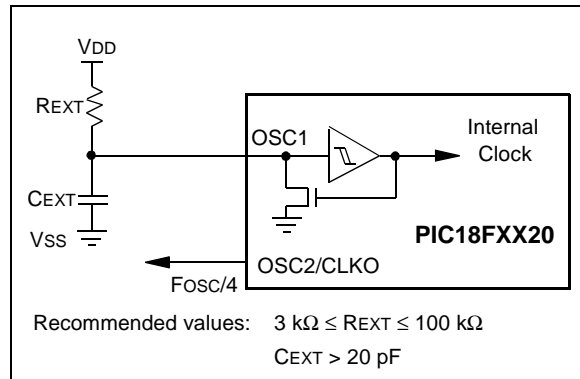 VDD
REXT
OSC1
Internal
Clock
CEXT
PIC18FXX20
VSS
OSC2/CLKO
FOSC/4
Recommended values: 3 kΩ ≤ REXT ≤ 100 kΩ
CEXT > 20 pF